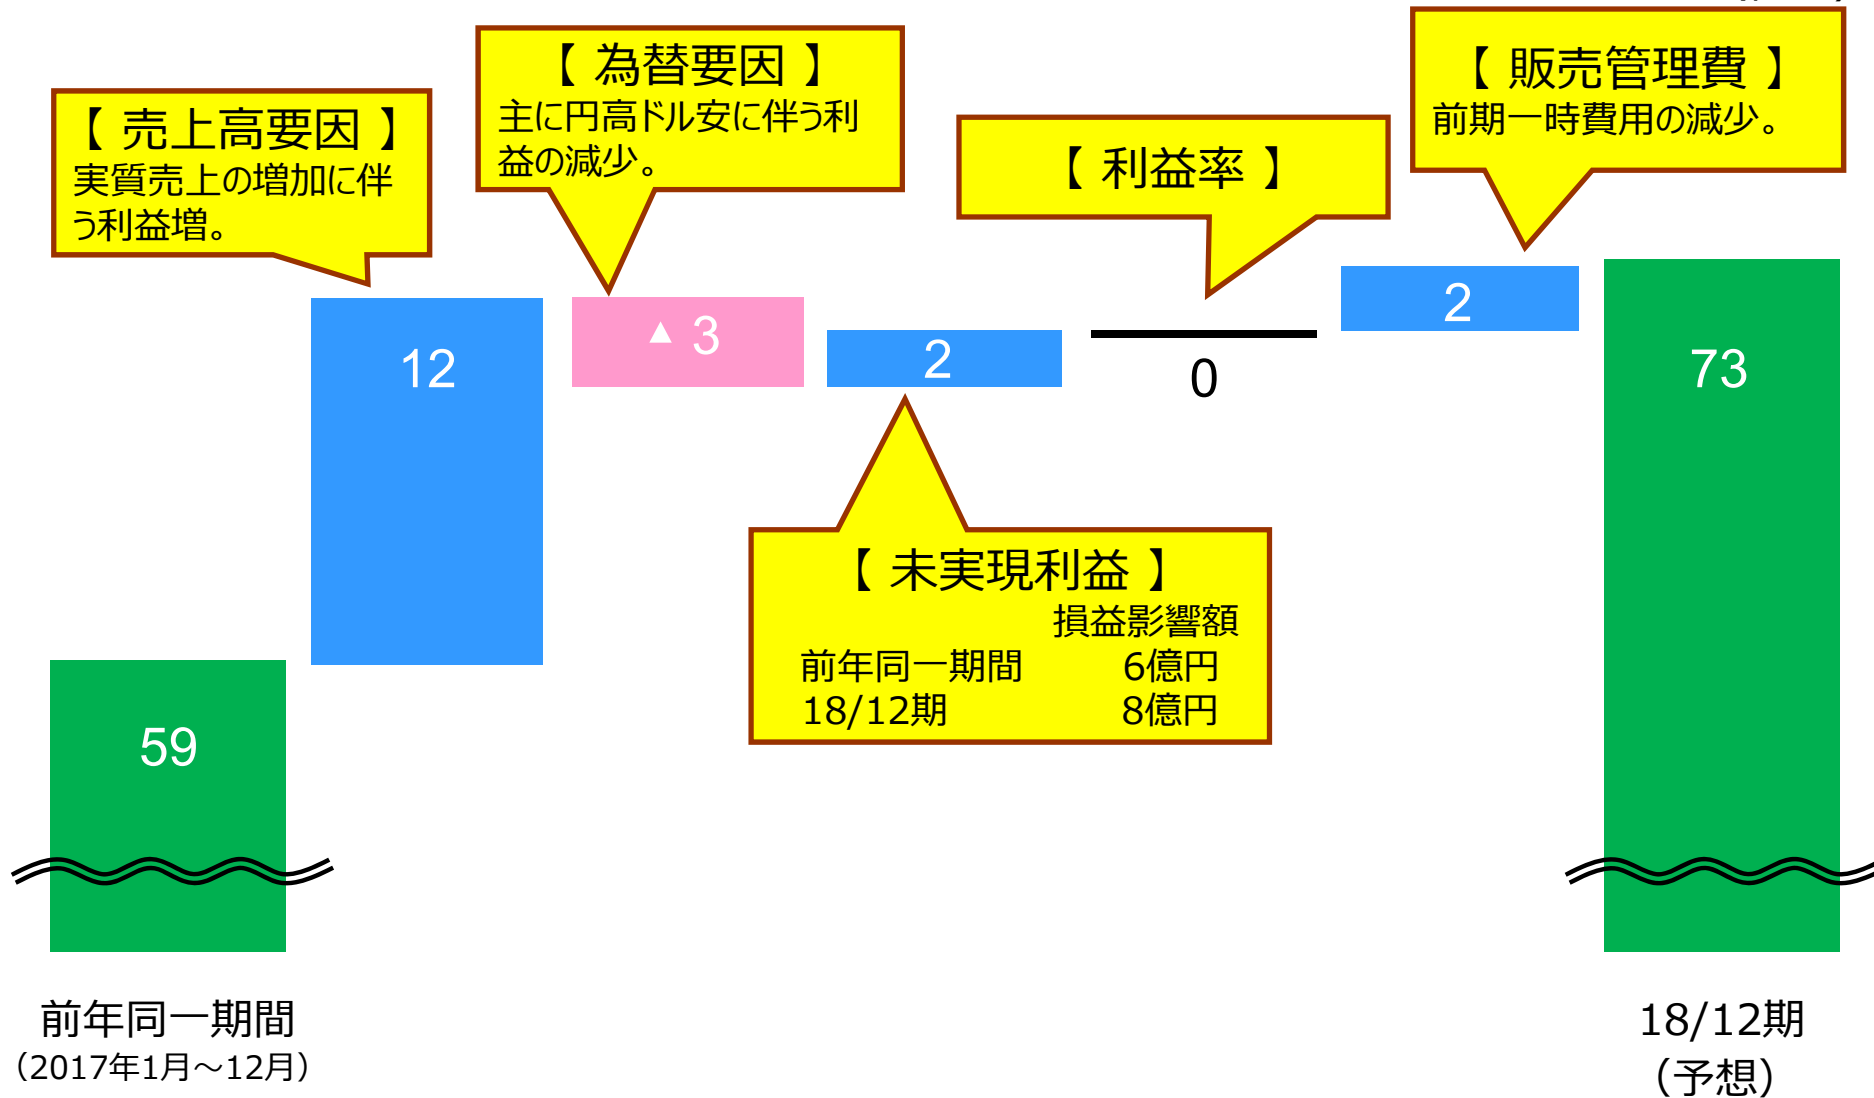 【 売上高要因 】
実質売上の増加に伴
う利益増。
【 為替要因 】
主に円高ドル安に伴う利
益の減少。
【 利益率 】
【 販売管理費 】
前期一時費用の減少。
12
▲ 3
2
0
2
73
59
【 未実現利益 】
損益影響額
前年同一期間 6億円
18/12期 8億円
前年同一期間
（2017年1月～12月）
18/12期
（予想）